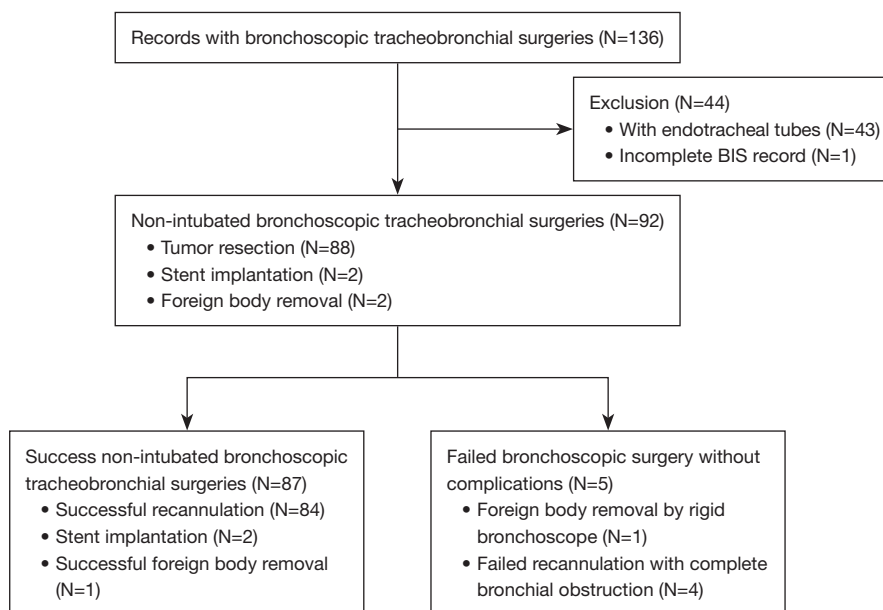 Records with bronchoscopic tracheobronchial surgeries (N=136)
Exclusion (N=44)
• With endotracheal tubes (N=43)
• Incomplete BIS record (N=1)
Non-intubated bronchoscopic tracheobronchial surgeries (N=92)
• Tumor resection (N=88)
• Stent implantation (N=2)
• Foreign body removal (N=2)
Success non-intubated bronchoscopic
tracheobronchial surgeries (N=87)
• Successful recannulation (N=84)
• Stent implantation (N=2)
• Successful foreign body removal
(N=1)
Failed bronchoscopic surgery without
complications (N=5)
• Foreign body removal by rigid
bronchoscope (N=1)
• Failed recannulation with complete
bronchial obstruction (N=4)